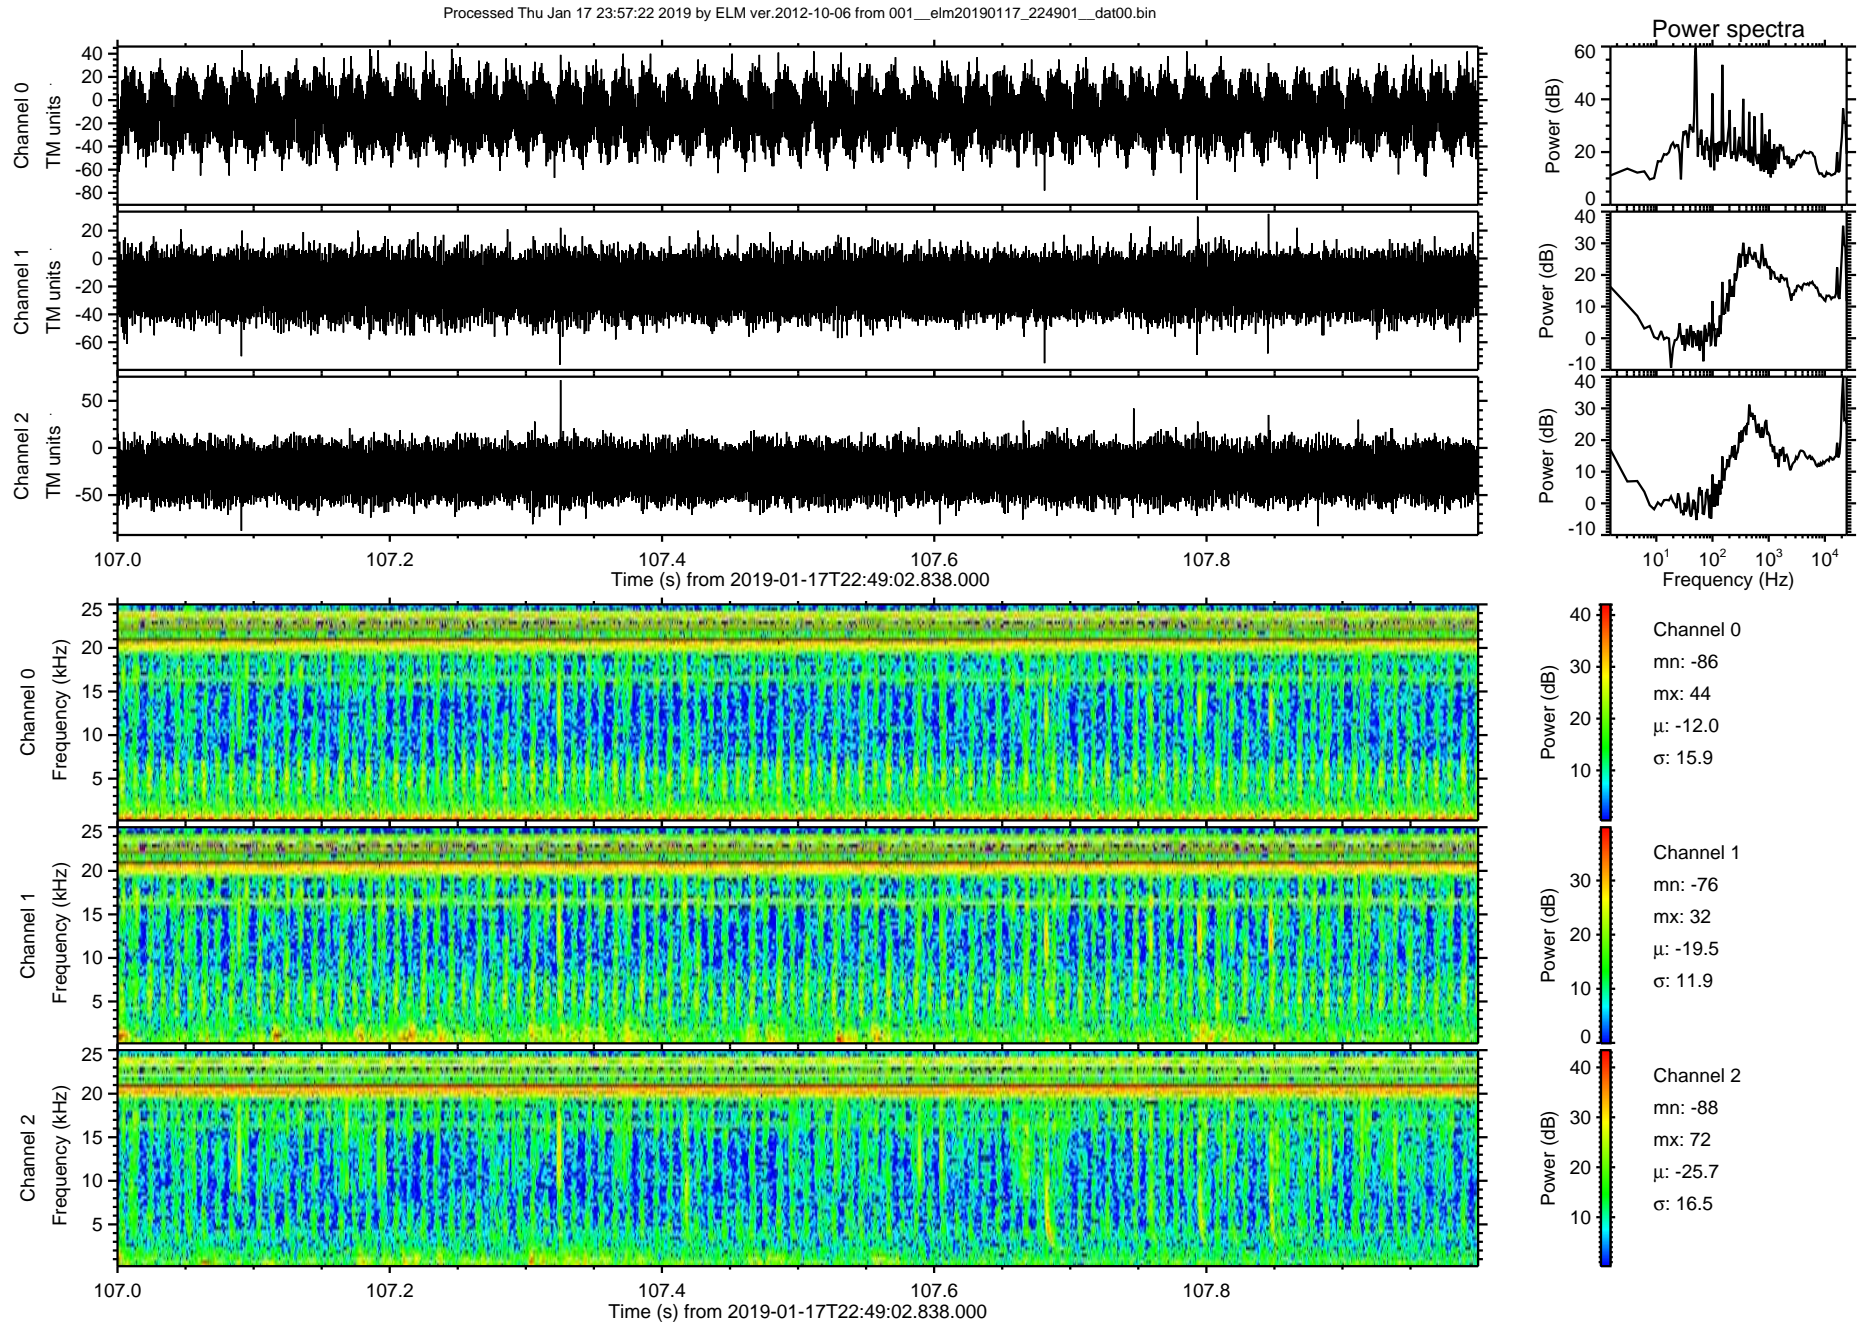 Processed Thu Jan 17 23:57:22 2019 by ELM ver.2012-10-06 from 001__elm20190117_224901__dat00.bin
Power spectra
Channel 0
TM units
40
20
0
-20
-40
-60
-80
Power (dB)
60
40
20
0
Channel 1
TM units
20
0
-20
-40
-60
Power (dB)
40
30
20
10
0
-10
Channel 2
TM units
50
0
-50
Power (dB)
40
30
20
10
0
-10
107.0 107.2 107.4 107.6 107.8
Time (s) from 2019-01-17T22:49:02.838.000
10^1 10^2 10^3 10^4
Frequency (Hz)
Channel 0
Frequency (kHz)
25
20
15
10
5
Power (dB)
40
30
20
10
Channel 0
mn: -86
mx: 44
μ: -12.0
σ: 15.9
Channel 1
Frequency (kHz)
25
20
15
10
5
Power (dB)
30
20
10
0
Channel 1
mn: -76
mx: 32
μ: -19.5
σ: 11.9
Channel 2
Frequency (kHz)
25
20
15
10
5
Power (dB)
40
30
20
10
Channel 2
mn: -88
mx: 72
μ: -25.7
σ: 16.5
107.0 107.2 107.4 107.6 107.8
Time (s) from 2019-01-17T22:49:02.838.000